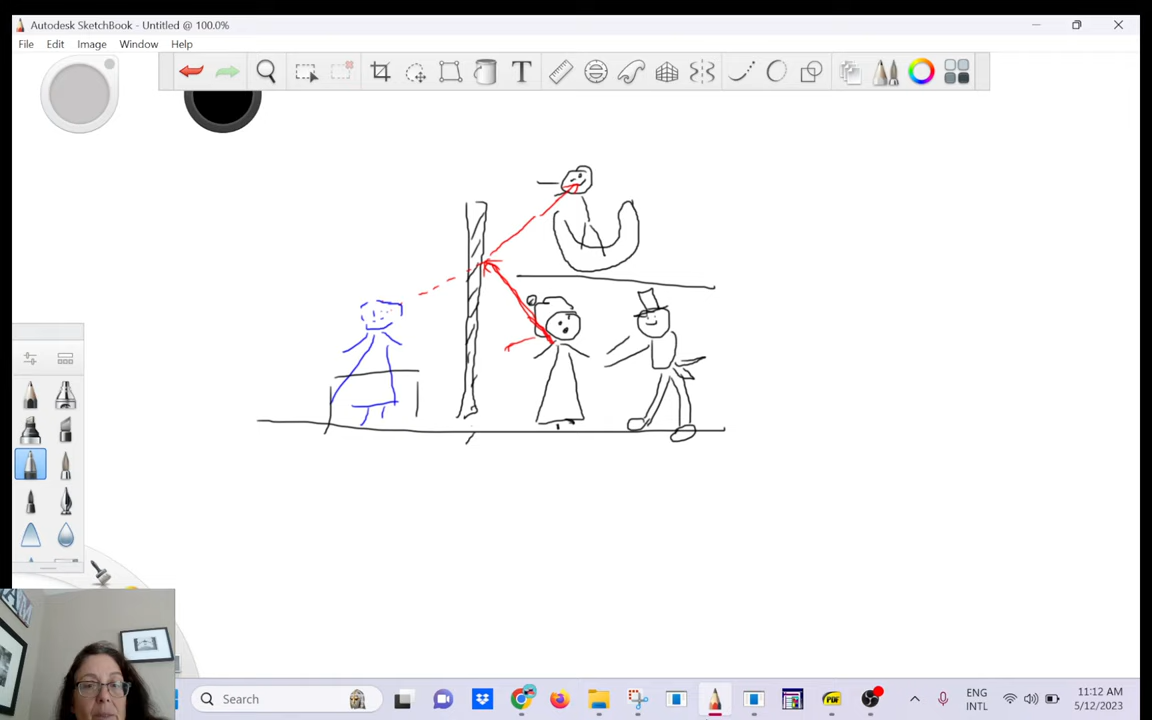 Autodesk SketchBook - Untitled @ 100.0%
File Edit Image Window Help
T
Search
ENG
INTL
11:12 AM
5/12/2023